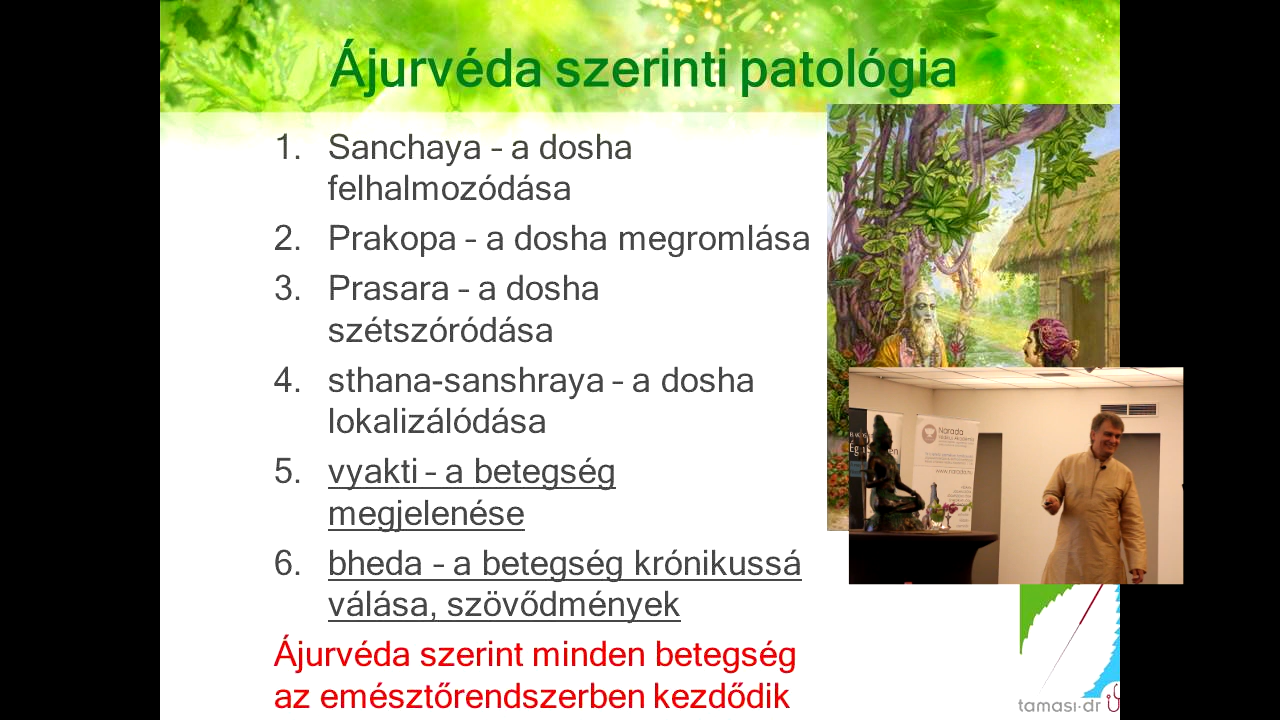 Ájurvéda szerinti patológia
1. Sanchaya – a dosha
felhalmozódása
2. Prakopa – a dosha megromlása
3. Prasara – a dosha
szétszóródása
4. sthana-sanshraya – a dosha
lokalizálódása
5. vyakti – a betegség
megjelenése
6. bheda – a betegség krónikussá
válása, szövődmények
Ájurvéda szerint minden betegség
az emésztőrendszerben kezdődik
Narada
Védikus Akadémia
tamasi·dr